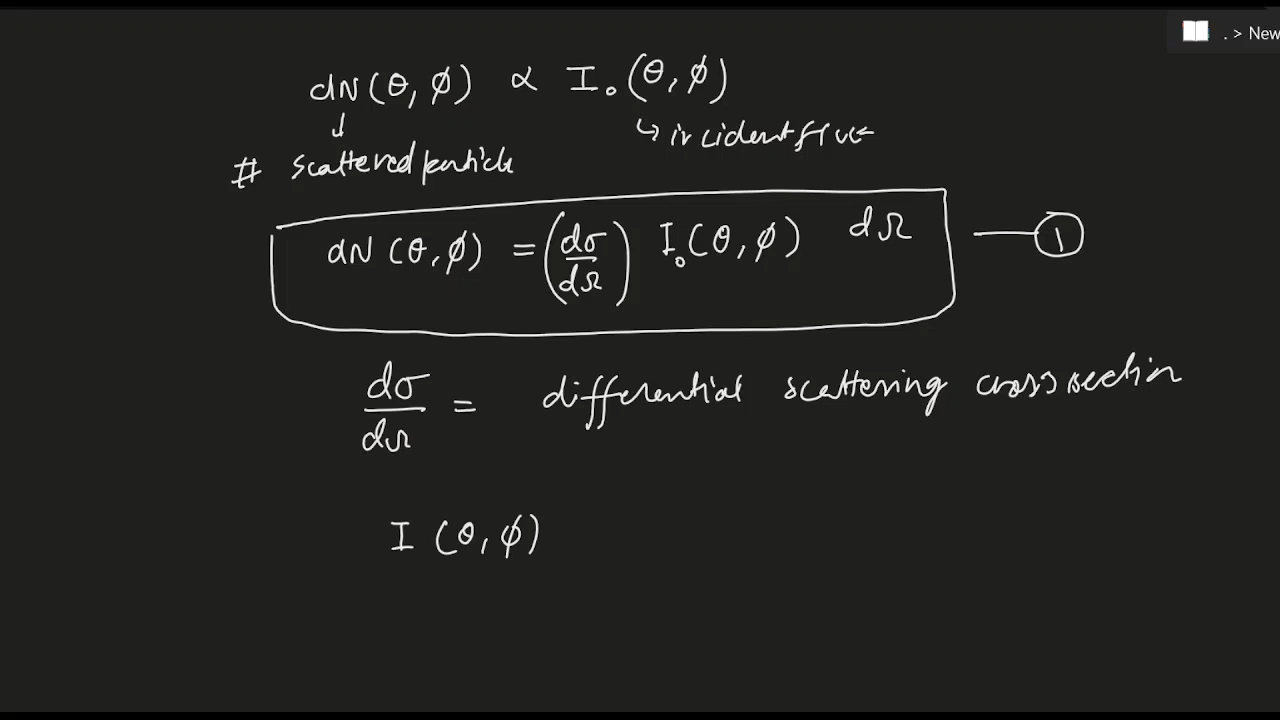 . > New
dN(θ, φ) ∝ I₀(θ, φ)
↓ ↳ incident flux
# scattered particle
dN(θ, φ) = (dσ/dΩ) I₀(θ, φ) dΩ — ①
dσ/dΩ = differential scattering cross section
I (θ, φ)